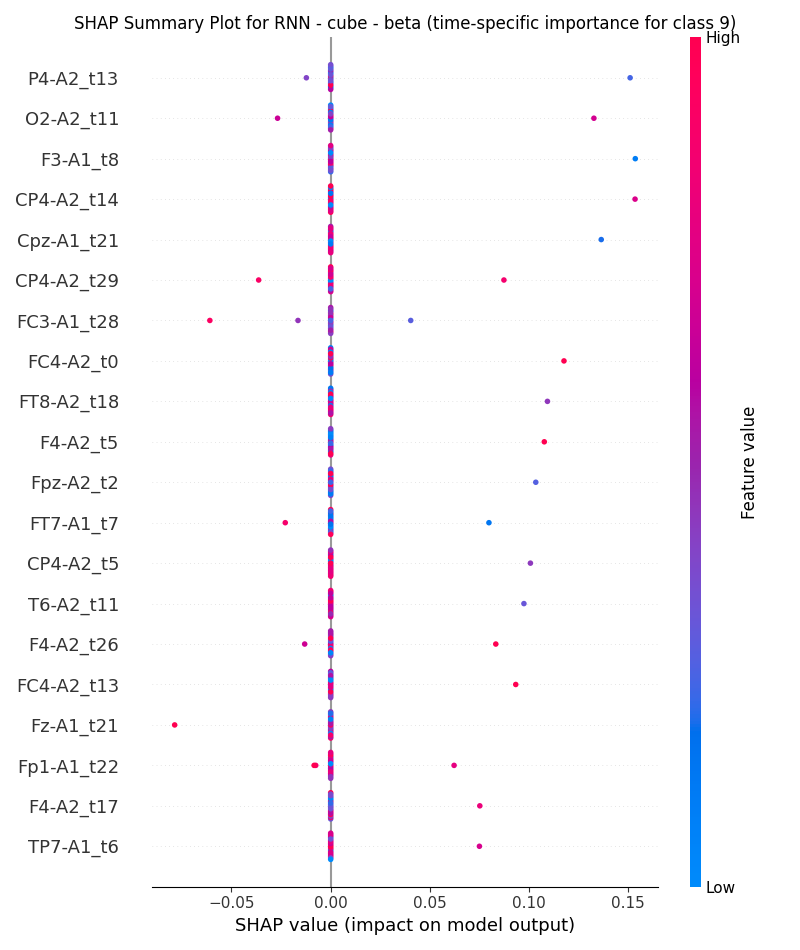 SHAP Summary Plot for RNN - cube - beta (time-specific importance for class 9)
High
P4-A2_t13
O2-A2_t11
F3-A1_t8
CP4-A2_t14
Cpz-A1_t21
CP4-A2_t29
FC3-A1_t28
FC4-A2_t0
FT8-A2_t18
F4-A2_t5
Fpz-A2_t2
FT7-A1_t7
CP4-A2_t5
T6-A2_t11
F4-A2_t26
FC4-A2_t13
Fz-A1_t21
Fp1-A1_t22
F4-A2_t17
TP7-A1_t6
Feature value
Low
−0.05 0.00 0.05 0.10 0.15
SHAP value (impact on model output)